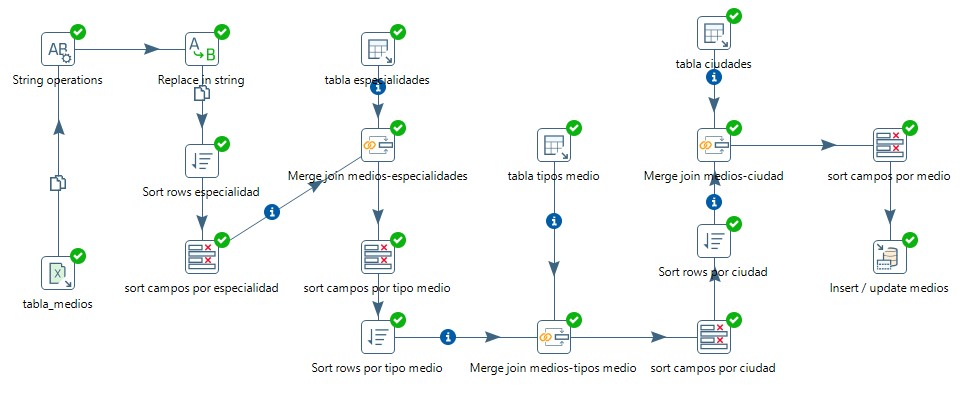 tabla ciudades
String operations
Replace in string
tabla especialidades
Merge join medios-especialidades
tabla tipos medio
Merge join medios-ciudad
sort campos por medio
Sort rows especialidad
Sort rows por ciudad
tabla_medios
sort campos por especialidad
sort campos por tipo medio
Insert / update medios
Sort rows por tipo medio
Merge join medios-tipos medio
sort campos por ciudad